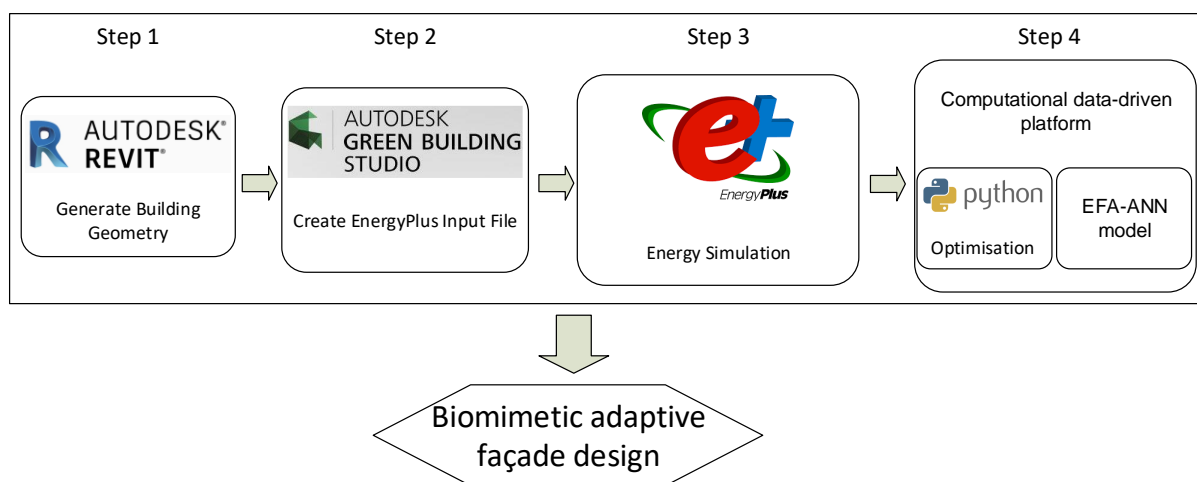 Step 1
Step 2
Step 3
Step 4
R AUTODESK®
REVIT®
Generate Building
Geometry
AUTODESK
GREEN BUILDING
STUDIO
Create EnergyPlus Input File
e+
EnergyPlus
Energy Simulation
Computational data-driven
platform
python
Optimisation
EFA-ANN
model
Biomimetic adaptive
façade design